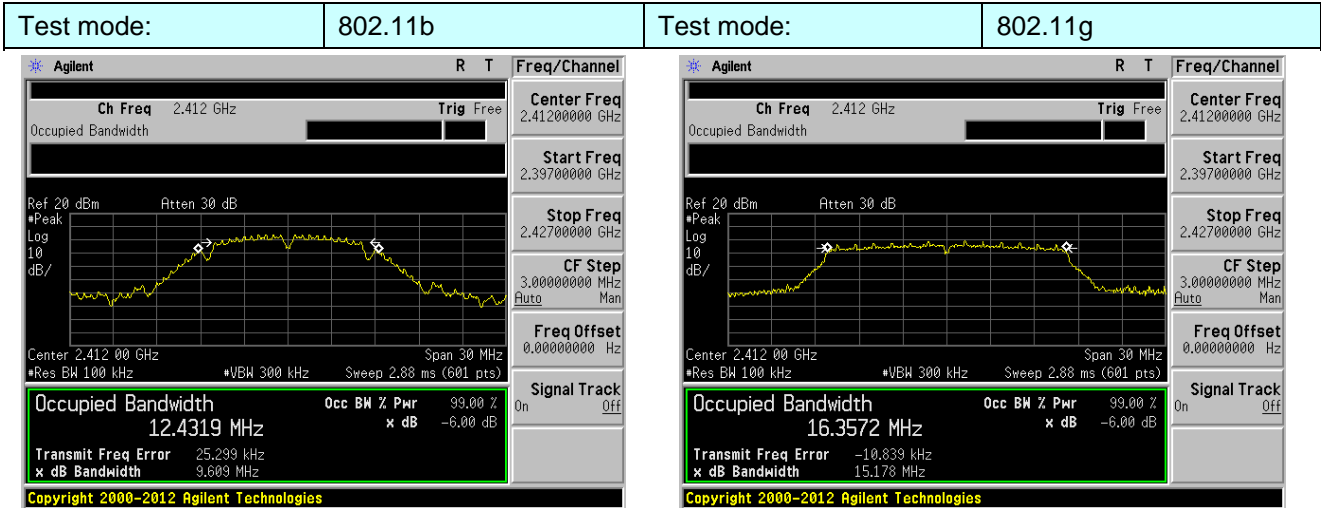 Test mode: 802.11b Test mode: 802.11g
Agilent R T Freq/Channel
Ch Freq 2.412 GHz Trig Free
Occupied Bandwidth
Center Freq
2.41200000 GHz
Start Freq
2.39700000 GHz
Stop Freq
2.42700000 GHz
CF Step
3.00000000 MHz
Auto Man
Freq Offset
0.00000000 Hz
Signal Track
On Off
Ref 20 dBm Atten 30 dB
#Peak
Log
10
dB/
Center 2.412 00 GHz Span 30 MHz
#Res BW 100 kHz #VBW 300 kHz Sweep 2.88 ms (601 pts)
Occupied Bandwidth Occ BW % Pwr 99.00 %
12.4319 MHz x dB -6.00 dB
Transmit Freq Error 25.299 kHz
x dB Bandwidth 9.609 MHz
Copyright 2000-2012 Agilent Technologies
Agilent R T Freq/Channel
Ch Freq 2.412 GHz Trig Free
Occupied Bandwidth
Center Freq
2.41200000 GHz
Start Freq
2.39700000 GHz
Stop Freq
2.42700000 GHz
CF Step
3.00000000 MHz
Auto Man
Freq Offset
0.00000000 Hz
Signal Track
On Off
Ref 20 dBm Atten 30 dB
#Peak
Log
10
dB/
Center 2.412 00 GHz Span 30 MHz
#Res BW 100 kHz #VBW 300 kHz Sweep 2.88 ms (601 pts)
Occupied Bandwidth Occ BW % Pwr 99.00 %
16.3572 MHz x dB -6.00 dB
Transmit Freq Error -10.839 kHz
x dB Bandwidth 15.178 MHz
Copyright 2000-2012 Agilent Technologies